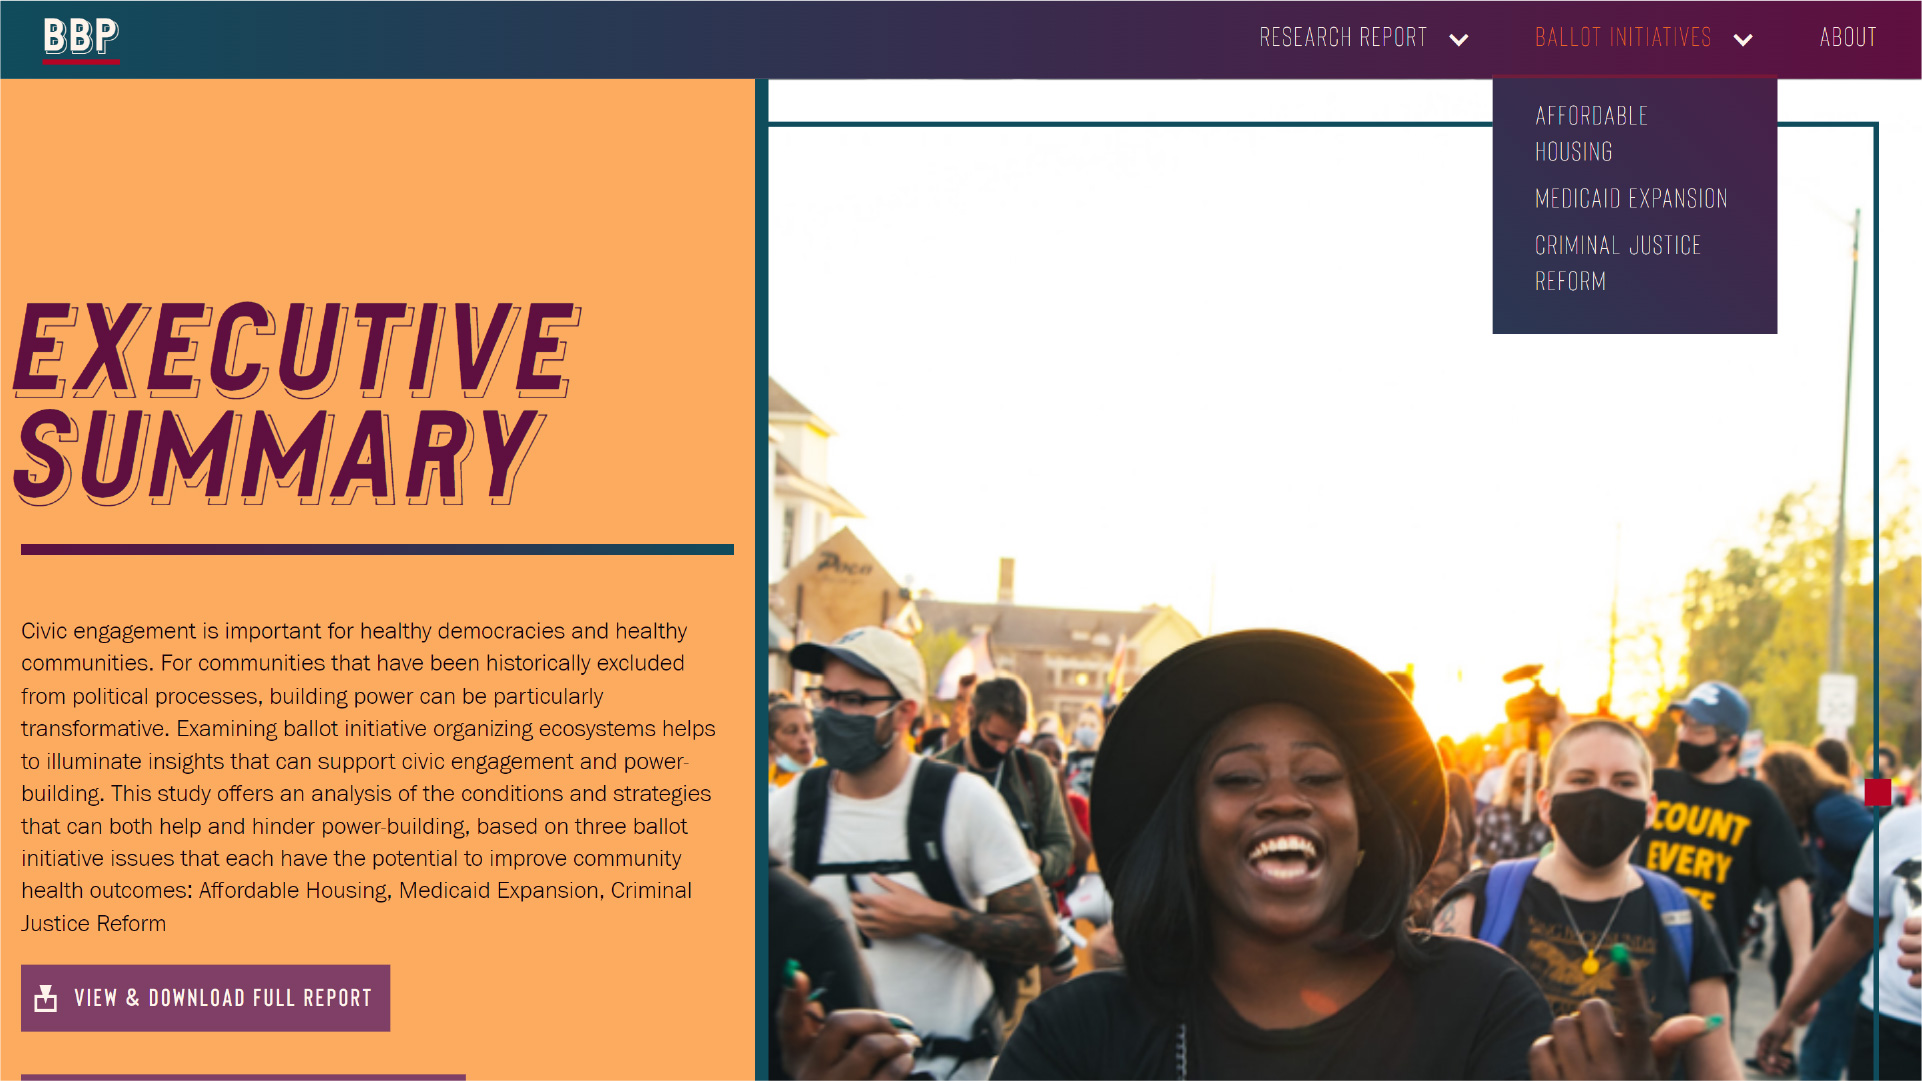 BBP
RESEARCH REPORT
BALLOT INITIATIVES
ABOUT
AFFORDABLE
HOUSING
MEDICAID EXPANSION
CRIMINAL JUSTICE
REFORM
EXECUTIVE
SUMMARY
Civic engagement is important for healthy democracies and healthy
communities. For communities that have been historically excluded
from political processes, building power can be particularly
transformative. Examining ballot initiative organizing ecosystems helps
to illuminate insights that can support civic engagement and power-
building. This study offers an analysis of the conditions and strategies
that can both help and hinder power-building, based on three ballot
initiative issues that each have the potential to improve community
health outcomes: Affordable Housing, Medicaid Expansion, Criminal
Justice Reform
VIEW & DOWNLOAD FULL REPORT
COUNT
EVERY